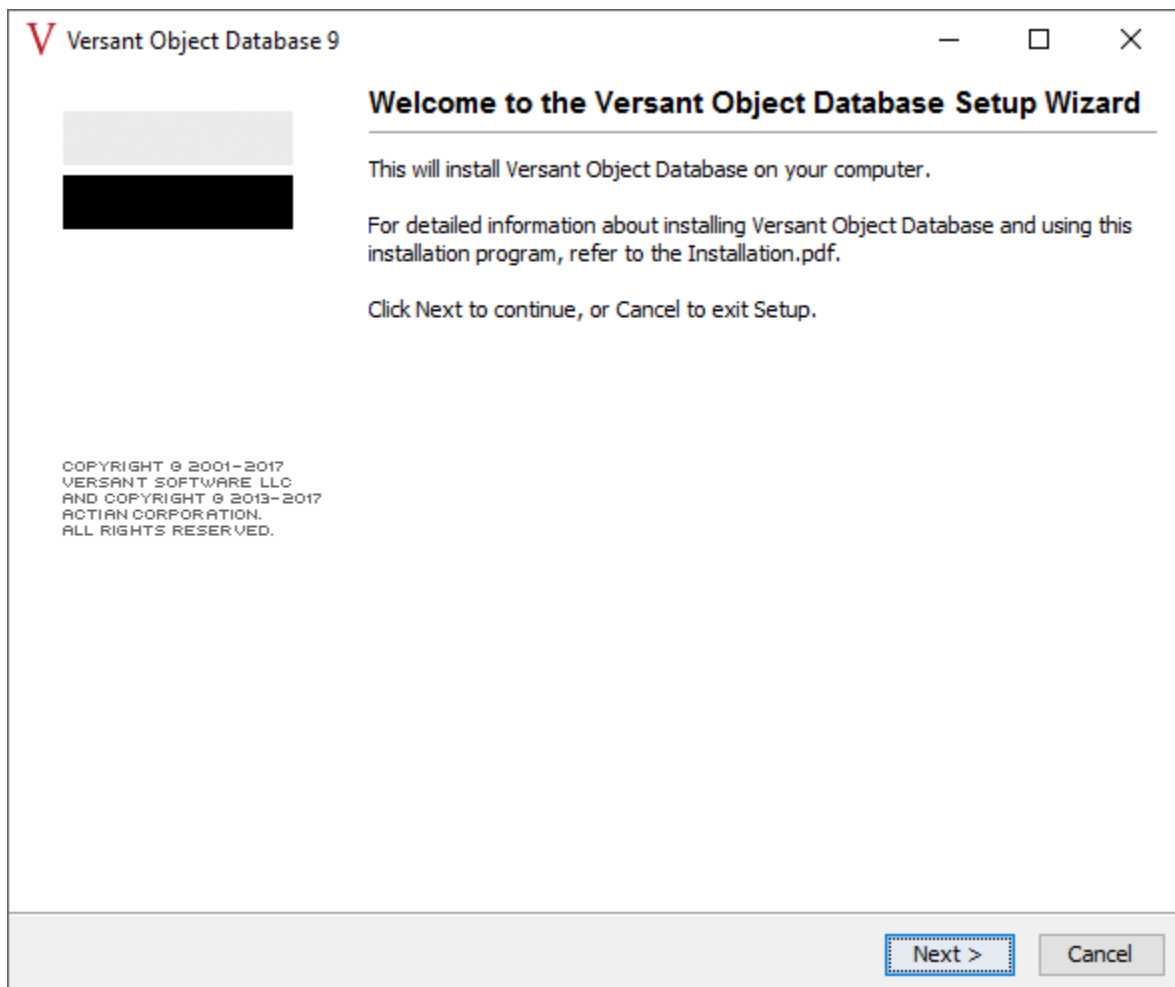 V Versant Object Database 9
Welcome to the Versant Object Database Setup Wizard
This will install Versant Object Database on your computer.
For detailed information about installing Versant Object Database and using this
installation program, refer to the Installation.pdf.
Click Next to continue, or Cancel to exit Setup.
COPYRIGHT © 2001-2017
VERSANT SOFTWARE LLC
AND COPYRIGHT © 2013-2017
ACTIAN CORPORATION.
ALL RIGHTS RESERVED.
Next >
Cancel